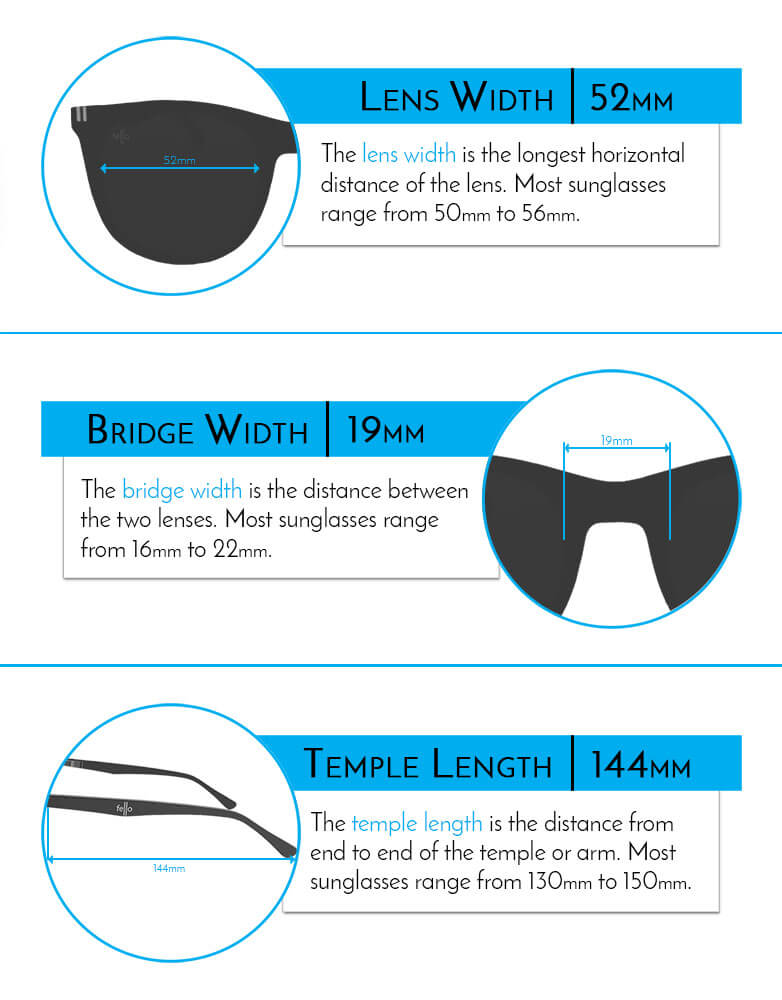 LENS WIDTH | 52MM
fello
52mm
The lens width is the longest horizontal
distance of the lens. Most sunglasses
range from 50mm to 56mm.
BRIDGE WIDTH | 19MM
19mm
The bridge width is the distance between
the two lenses. Most sunglasses range
from 16mm to 22mm.
TEMPLE LENGTH | 144MM
fello
144mm
The temple length is the distance from
end to end of the temple or arm. Most
sunglasses range from 130mm to 150mm.